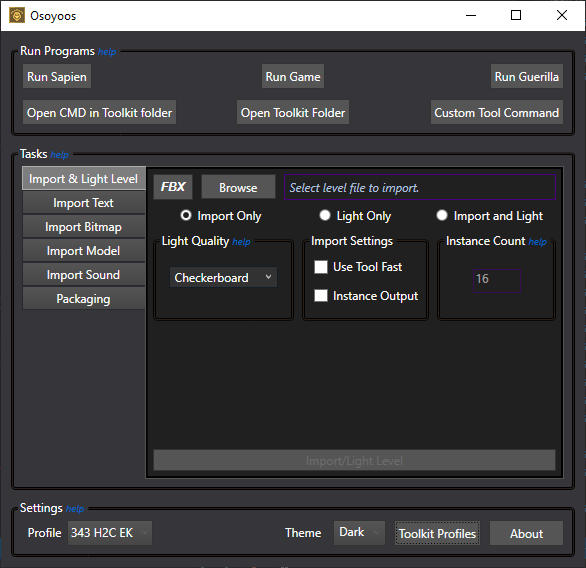 Osoyoos
Run Programs help
Run Sapien Run Game Run Guerilla
Open CMD in Toolkit folder Open Toolkit Folder Custom Tool Command
Tasks help
Import & Light Level
Import Text
Import Bitmap
Import Model
Import Sound
Packaging
FBX Browse Select level file to import.
Import Only Light Only Import and Light
Light Quality help Import Settings Instance Count help
Checkerboard Use Tool Fast 16
Instance Output
Import/Light Level
Settings help
Profile 343 H2C EK Theme Dark Toolkit Profiles About